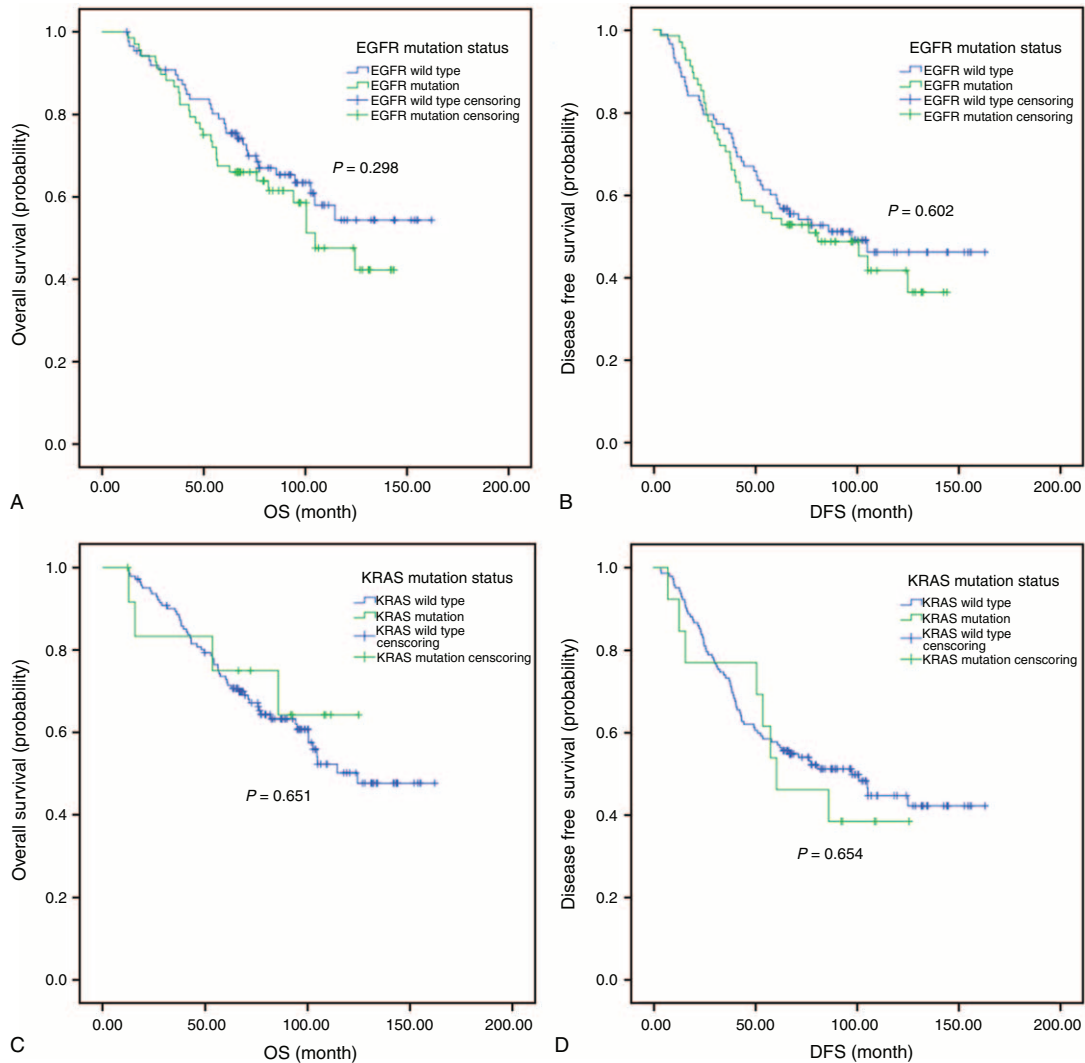 1.0
0.8
0.6
0.4
0.2
0.0
Overall survival (probability)
EGFR mutation status
EGFR wild type
EGFR mutation
EGFR wild type censoring
EGFR mutation censoring
P = 0.298
0.00 50.00 100.00 150.00 200.00
OS (month)
A
1.0
0.8
0.6
0.4
0.2
0.0
Disease free survival (probability)
EGFR mutation status
EGFR wild type
EGFR mutation
EGFR wild type censoring
EGFR mutation censoring
P = 0.602
0.00 50.00 100.00 150.00 200.00
DFS (month)
B
1.0
0.8
0.6
0.4
0.2
0.0
Overall survival (probability)
KRAS mutation status
KRAS wild type
KRAS mutation
KRAS wild type
censcoring
KRAS mutation censcoring
P = 0.651
0.00 50.00 100.00 150.00 200.00
OS (month)
C
1.0
0.8
0.6
0.4
0.2
0.0
Disease free survival (probability)
KRAS mutation status
KRAS wild type
KRAS mutation
KRAS wild type
censcoring
KRAS mutation censcoring
P = 0.654
0.00 50.00 100.00 150.00 200.00
DFS (month)
D